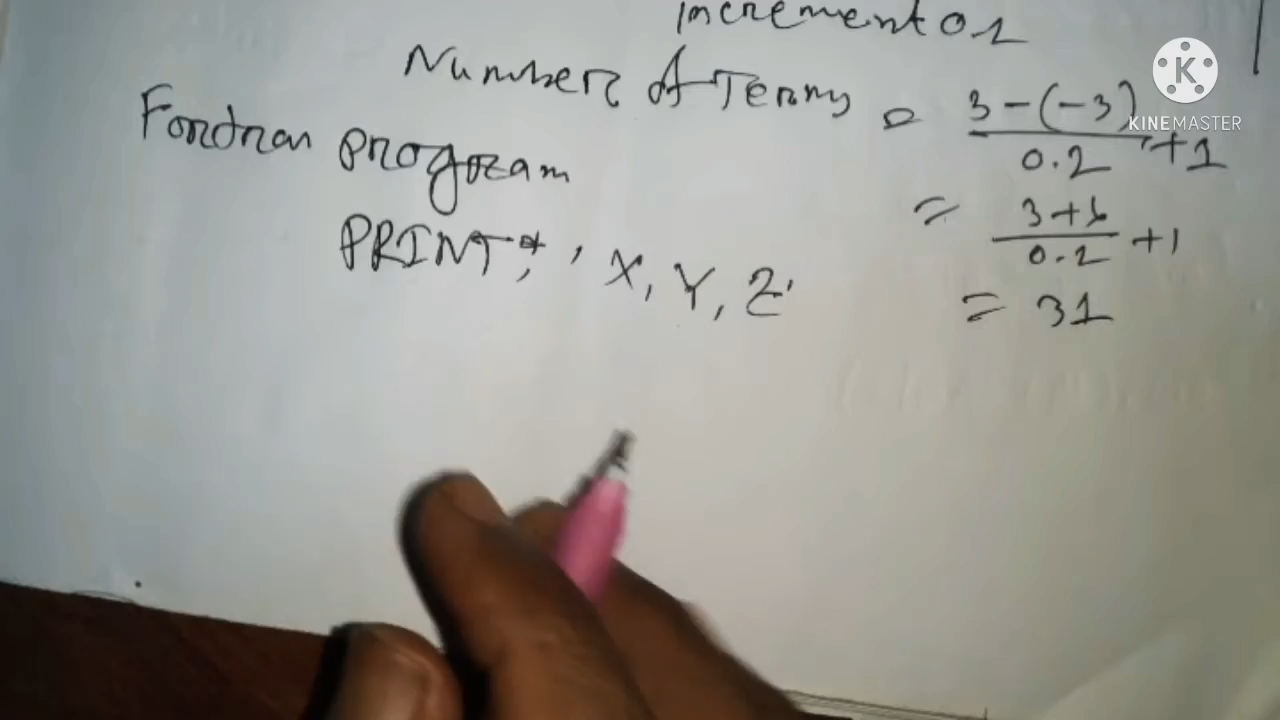 Increment 0.2
Number of Terms = 3-(-3)/0.2 +1
Fortran program
= 3+3/0.2 +1
PRINT*, 'X, Y, Z'
= 31
K
KINEMASTER